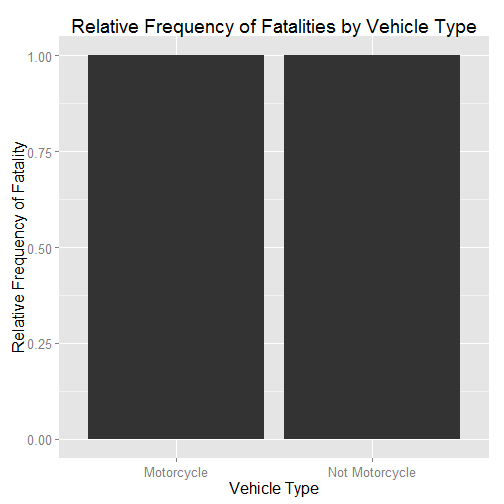 Relative Frequency of Fatalities by Vehicle Type
Relative Frequency of Fatality
1.00
0.75
0.50
0.25
0.00
Motorcycle
Not Motorcycle
Vehicle Type